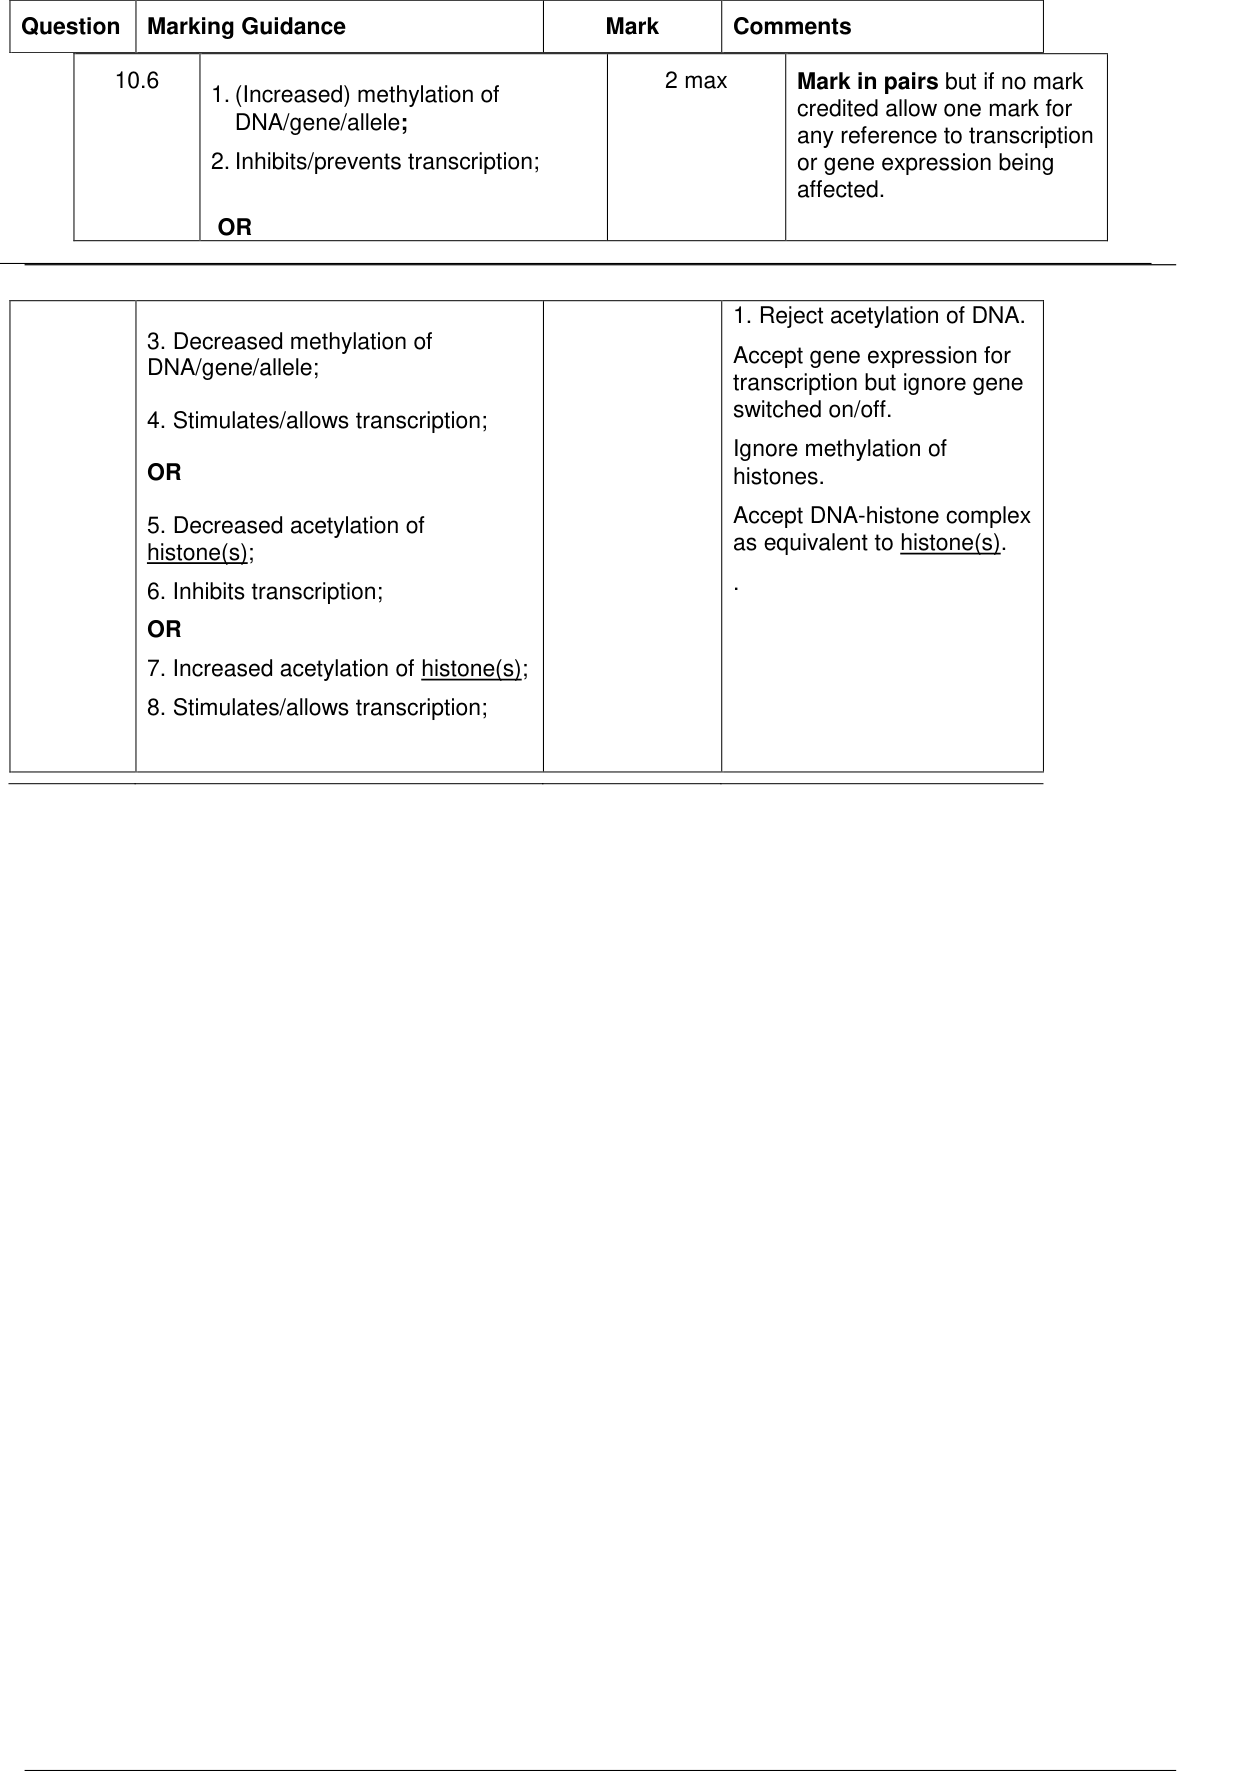 Question Marking Guidance Mark Comments
10.6
1. (Increased) methylation of
DNA/gene/allele;
2. Inhibits/prevents transcription;
OR
2 max
Mark in pairs but if no mark
credited allow one mark for
any reference to transcription
or gene expression being
affected.
3. Decreased methylation of
DNA/gene/allele;
4. Stimulates/allows transcription;
OR
5. Decreased acetylation of
histone(s);
6. Inhibits transcription;
OR
7. Increased acetylation of histone(s);
8. Stimulates/allows transcription;
1. Reject acetylation of DNA.
Accept gene expression for
transcription but ignore gene
switched on/off.
Ignore methylation of
histones.
Accept DNA-histone complex
as equivalent to histone(s).
.